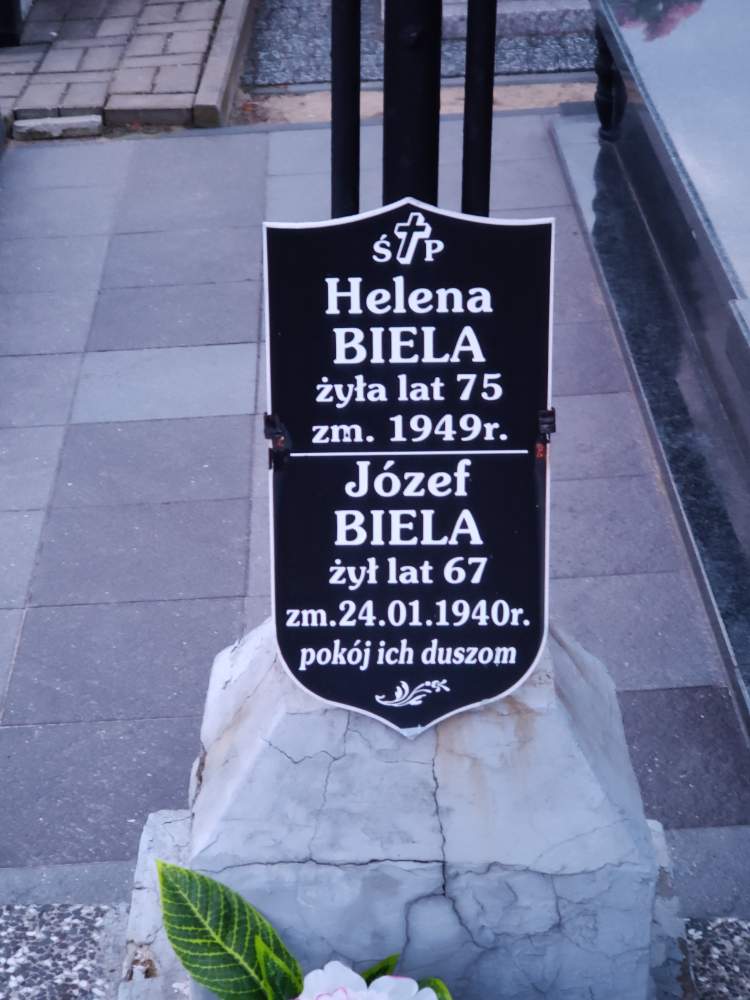 Ś P
Helena
BIELA
żyła lat 75
zm. 1949r.
Józef
BIELA
żył lat 67
zm.24.01.1940r.
pokój ich duszom